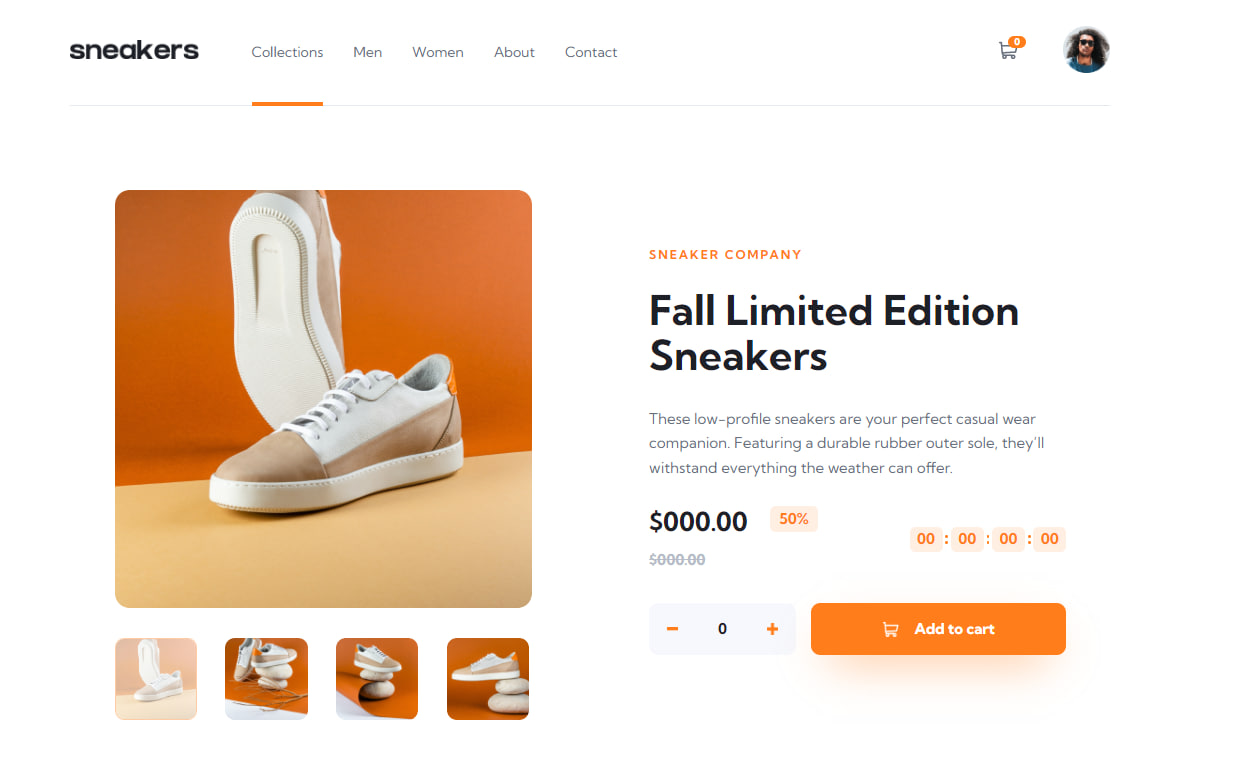 sneakers
Collections Men Women About Contact
0
SNEAKER COMPANY
Fall Limited Edition
Sneakers
These low-profile sneakers are your perfect casual wear
companion. Featuring a durable rubber outer sole, they'll
withstand everything the weather can offer.
$000.00 50%
00 : 00 : 00 : 00
$000.00
0
Add to cart